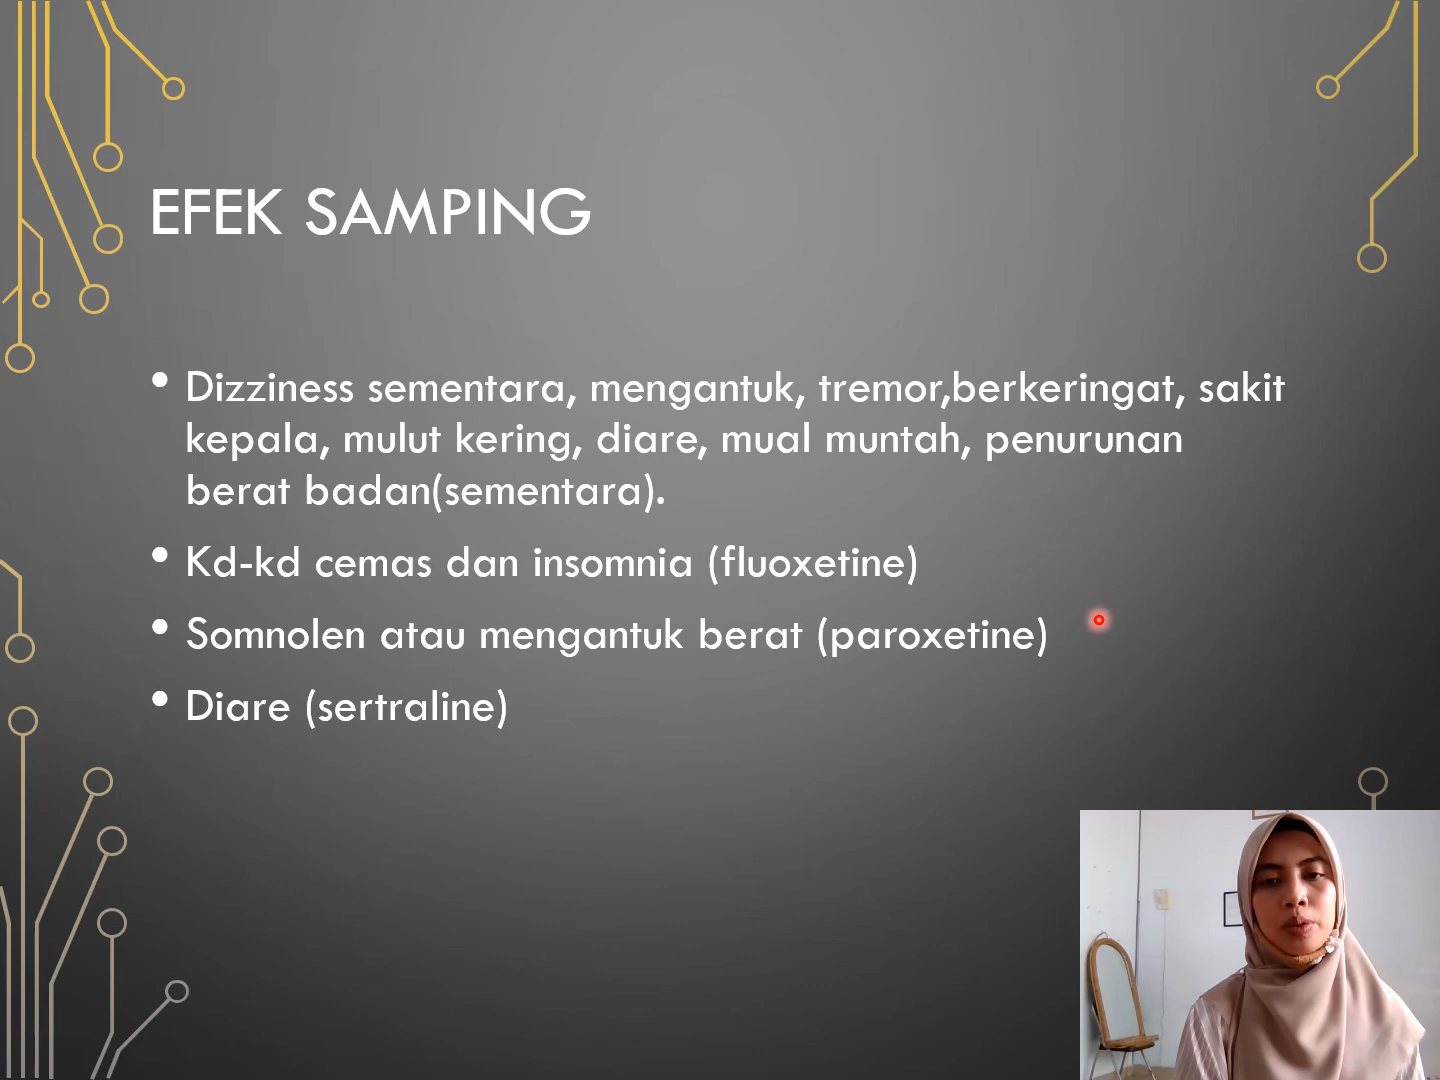 EFEK SAMPING
• Dizziness sementara, mengantuk, tremor,berkeringat, sakit
kepala, mulut kering, diare, mual muntah, penurunan
berat badan(sementara).
• Kd-kd cemas dan insomnia (fluoxetine)
• Somnolen atau mengantuk berat (paroxetine)
• Diare (sertraline)